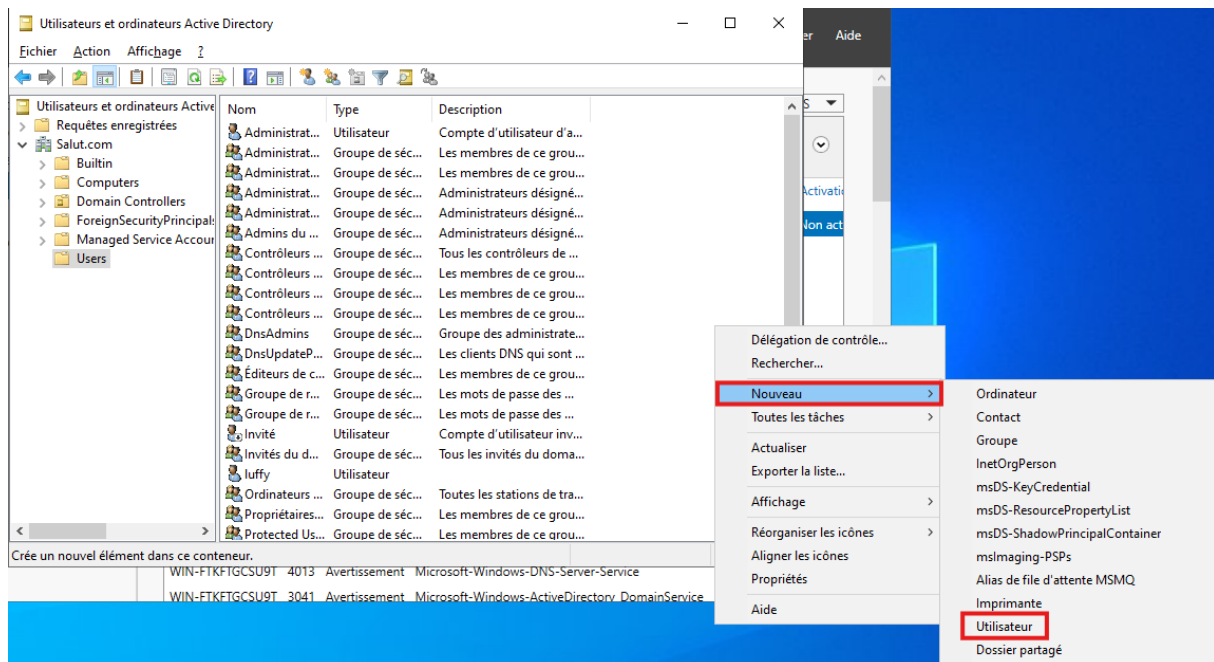 Utilisateurs et ordinateurs Active Directory
Fichier Action Affichage ?
er Aide
Utilisateurs et ordinateurs Active
Requêtes enregistrées
Salut.com
Builtin
Computers
Domain Controllers
ForeignSecurityPrincipals
Managed Service Accour
Users
Nom Type Description
Administrat... Utilisateur Compte d'utilisateur d'a...
Administrat... Groupe de séc... Les membres de ce grou...
Administrat... Groupe de séc... Les membres de ce grou...
Administrat... Groupe de séc... Administrateurs désigné...
Administrat... Groupe de séc... Administrateurs désigné...
Admins du ... Groupe de séc... Administrateurs désigné...
Contrôleurs ... Groupe de séc... Tous les contrôleurs de ...
Contrôleurs ... Groupe de séc... Les membres de ce grou...
Contrôleurs ... Groupe de séc... Les membres de ce grou...
Contrôleurs ... Groupe de séc... Les membres de ce grou...
DnsAdmins Groupe de séc... Groupe des administrate...
DnsUpdateP... Groupe de séc... Les clients DNS qui sont ...
Éditeurs de c... Groupe de séc... Les membres de ce grou...
Groupe de r... Groupe de séc... Les mots de passe des ...
Groupe de r... Groupe de séc... Les mots de passe des ...
Invité Utilisateur Compte d'utilisateur inv...
Invités du d... Groupe de séc... Tous les invités du doma...
luffy Utilisateur
Ordinateurs ... Groupe de séc... Toutes les stations de tra...
Propriétaires... Groupe de séc... Les membres de ce grou...
Protected Us... Groupe de séc... Les membres de ce grou...
Crée un nouvel élément dans ce conteneur.
S
Activatio
Non act
WIN-FTKFTGCSU9T 4013 Avertissement Microsoft-Windows-DNS-Server-Service
WIN-FTKFTGCSU9T 3041 Avertissement Microsoft-Windows-ActiveDirectory_DomainService
Délégation de contrôle...
Rechercher...
Nouveau
Toutes les tâches
Actualiser
Exporter la liste...
Affichage
Réorganiser les icônes
Aligner les icônes
Propriétés
Aide
Ordinateur
Contact
Groupe
InetOrgPerson
msDS-KeyCredential
msDS-ResourcePropertyList
msDS-ShadowPrincipalContainer
msImaging-PSPs
Alias de file d'attente MSMQ
Imprimante
Utilisateur
Dossier partagé